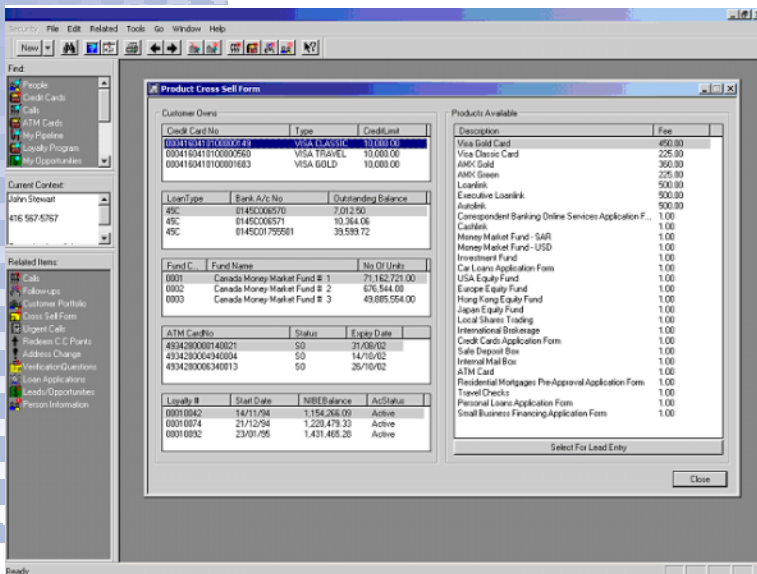 Security File Edit Related Tools Go Window Help
New
Find:
People
Credit Cards
Calls
ATM Cards
My Pipeline
Loyalty Program
My Opportunities
Current Context
John Stewart
416 567-5767
Related Items:
Calls
Follow-ups
Customer Portfolio
Cross Sell Form
Urgent Calls
Redeem C.C Points
Address Change
VerificationQuestions
Loan Applications
Leads/Opportunities
Person Information
Product Cross Sell Form
Customer Owns
Credit Card No Type CreditLimit
0004160410100000149 VISA CLASSIC 10,000.00
0004160410100000560 VISA TRAVEL 10,000.00
0004160410100001683 VISA GOLD 10,000.00
LoanType Bank A/c No Outstanding Balance
45C 0145C006570 7,012.50
45C 0145C006571 10,364.06
45C 0145C01755501 39,599.72
Fund C... Fund Name No Of Units
0001 Canada Money Market Fund # 1 71,162,721.00
0002 Canada Money Market Fund # 2 676,544.00
0003 Canada Money Market Fund # 3 49,885,554.00
ATM CardNo Status Expiry Date
4934280000140021 SO 31/08/02
4934280004940004 SO 14/10/02
4934280006340013 SO 26/10/02
Loyalty # Start Date NIBEBalance AcStatus
00010042 14/11/94 1,154,266.09 Active
00010074 21/12/94 1,220,479.33 Active
00010092 23/01/95 1,431,465.28 Active
Products Available
Description Fee
Visa Gold Card 450.00
Visa Classic Card 225.00
AMX Gold 360.00
AMX Green 225.00
Loanlink 500.00
Executive Loanlink 500.00
Autolink 500.00
Correspondent Banking Online Services Application F... 1.00
Cashlink 1.00
Money Market Fund - SAR 1.00
Money Market Fund - USD 1.00
Investment Fund 1.00
Car Loans Application Form 1.00
USA Equity Fund 1.00
Europe Equity Fund 1.00
Hong Kong Equity Fund 1.00
Japan Equity Fund 1.00
Local Shares Trading 1.00
International Brokerage 1.00
Credit Cards Application Form 1.00
Safe Deposit Box 1.00
Internal Mail Box 1.00
ATM Card 1.00
Residential Mortgages Pre-Approval Application Form 1.00
Travel Checks 1.00
Personal Loans Application Form 1.00
Small Business Financing Application Form 1.00
Select For Lead Entry
Close
Ready